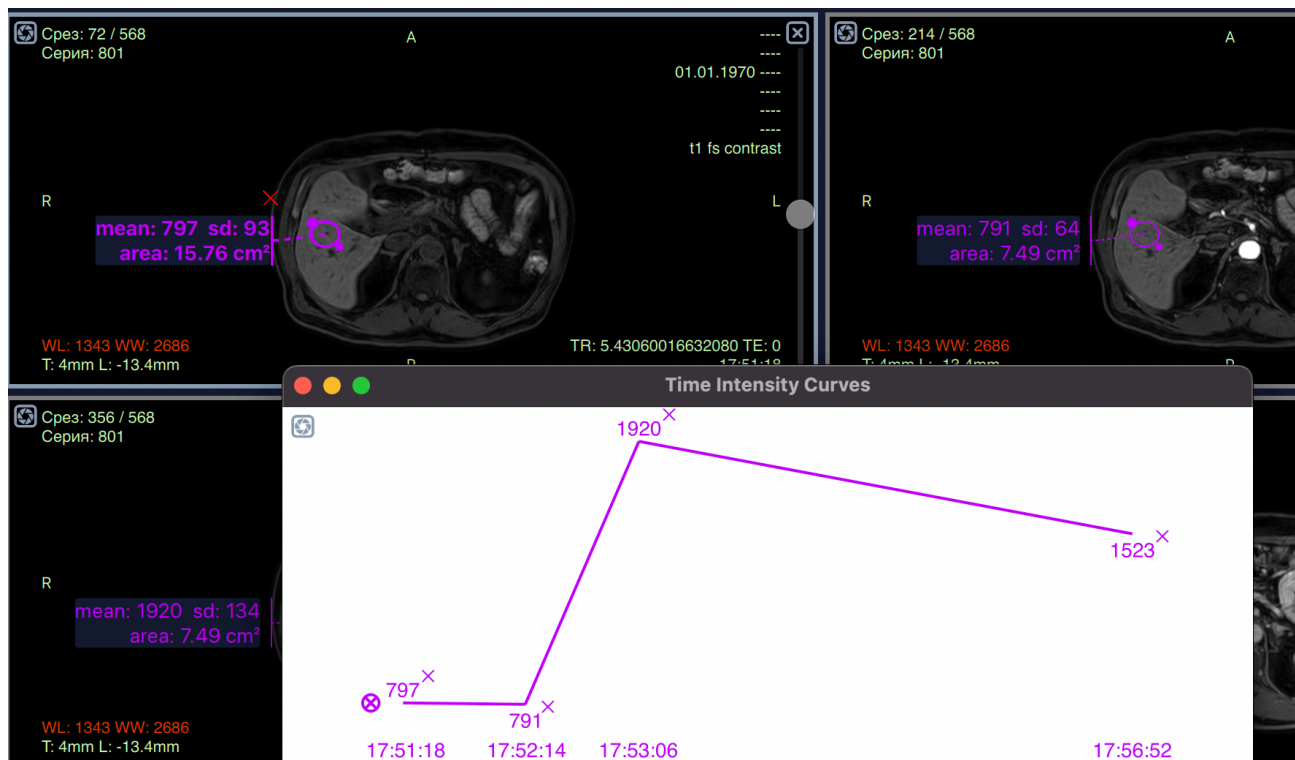 Срез: 72 / 568
Серия: 801
A
----
----
01.01.1970 ----
----
----
----
t1 fs contrast
R
L
mean: 797 sd: 93
area: 15.76 cm²
WL: 1343 WW: 2686
T: 4mm L: -13.4mm
TR: 5.43060016632080 TE: 0
17:51:18
Срез: 214 / 568
Серия: 801
A
R
mean: 791 sd: 64
area: 7.49 cm²
WL: 1343 WW: 2686
T: 4mm L: -13.4mm
Срез: 356 / 568
Серия: 801
R
mean: 1920 sd: 134
area: 7.49 cm²
WL: 1343 WW: 2686
T: 4mm L: -13.4mm
Time Intensity Curves
1920
1523
797
791
17:51:18 17:52:14 17:53:06 17:56:52